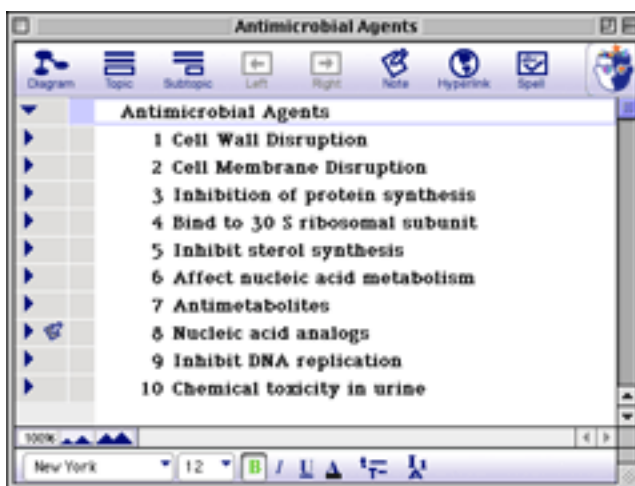 Antimicrobial Agents
Diagram Topic Subtopic Left Right Note Hyperlink Spell
Antimicrobial Agents
1 Cell Wall Disruption
2 Cell Membrane Disruption
3 Inhibition of protein synthesis
4 Bind to 30 S ribosomal subunit
5 Inhibit sterol synthesis
6 Affect nucleic acid metabolism
7 Antimetabolites
8 Nucleic acid analogs
9 Inhibit DNA replication
10 Chemical toxicity in urine
100%
New York 12 B I U A